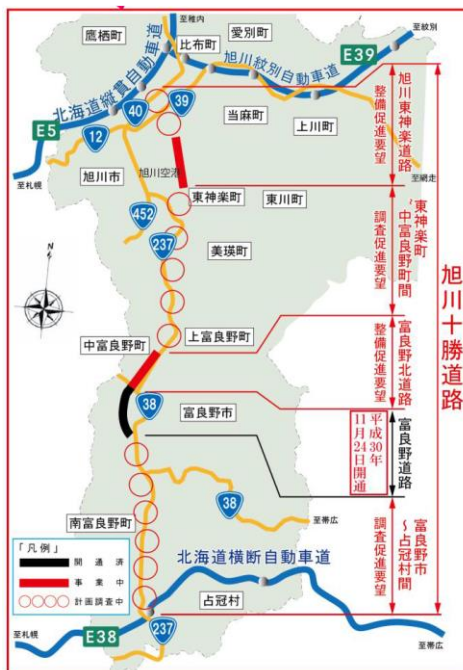 至稚内
鷹栖町
比布町
愛別町
至紋別
E39
北海道縦貫自動車道
旭川紋別自動車道
40
39
当麻町
上川町
E5
12
至札幌
旭川市
旭川空港
至網走
東神楽町
東川町
452
237
美瑛町
N
中富良野町
上富良野町
38
富良野市
38
至帯広
南富良野町
「凡例」
開通済
事業中
計画調査中
北海道横断自動車道
占冠村
至札幌
E38
237
至帯広
旭川東神楽道路
整備促進要望
東神楽町
~中富良野町間
調査促進要望
富良野北道路
整備促進要望
富良野道路
平成30年
11月24日開通
富良野市
~占冠村間
調査促進要望
旭川十勝道路